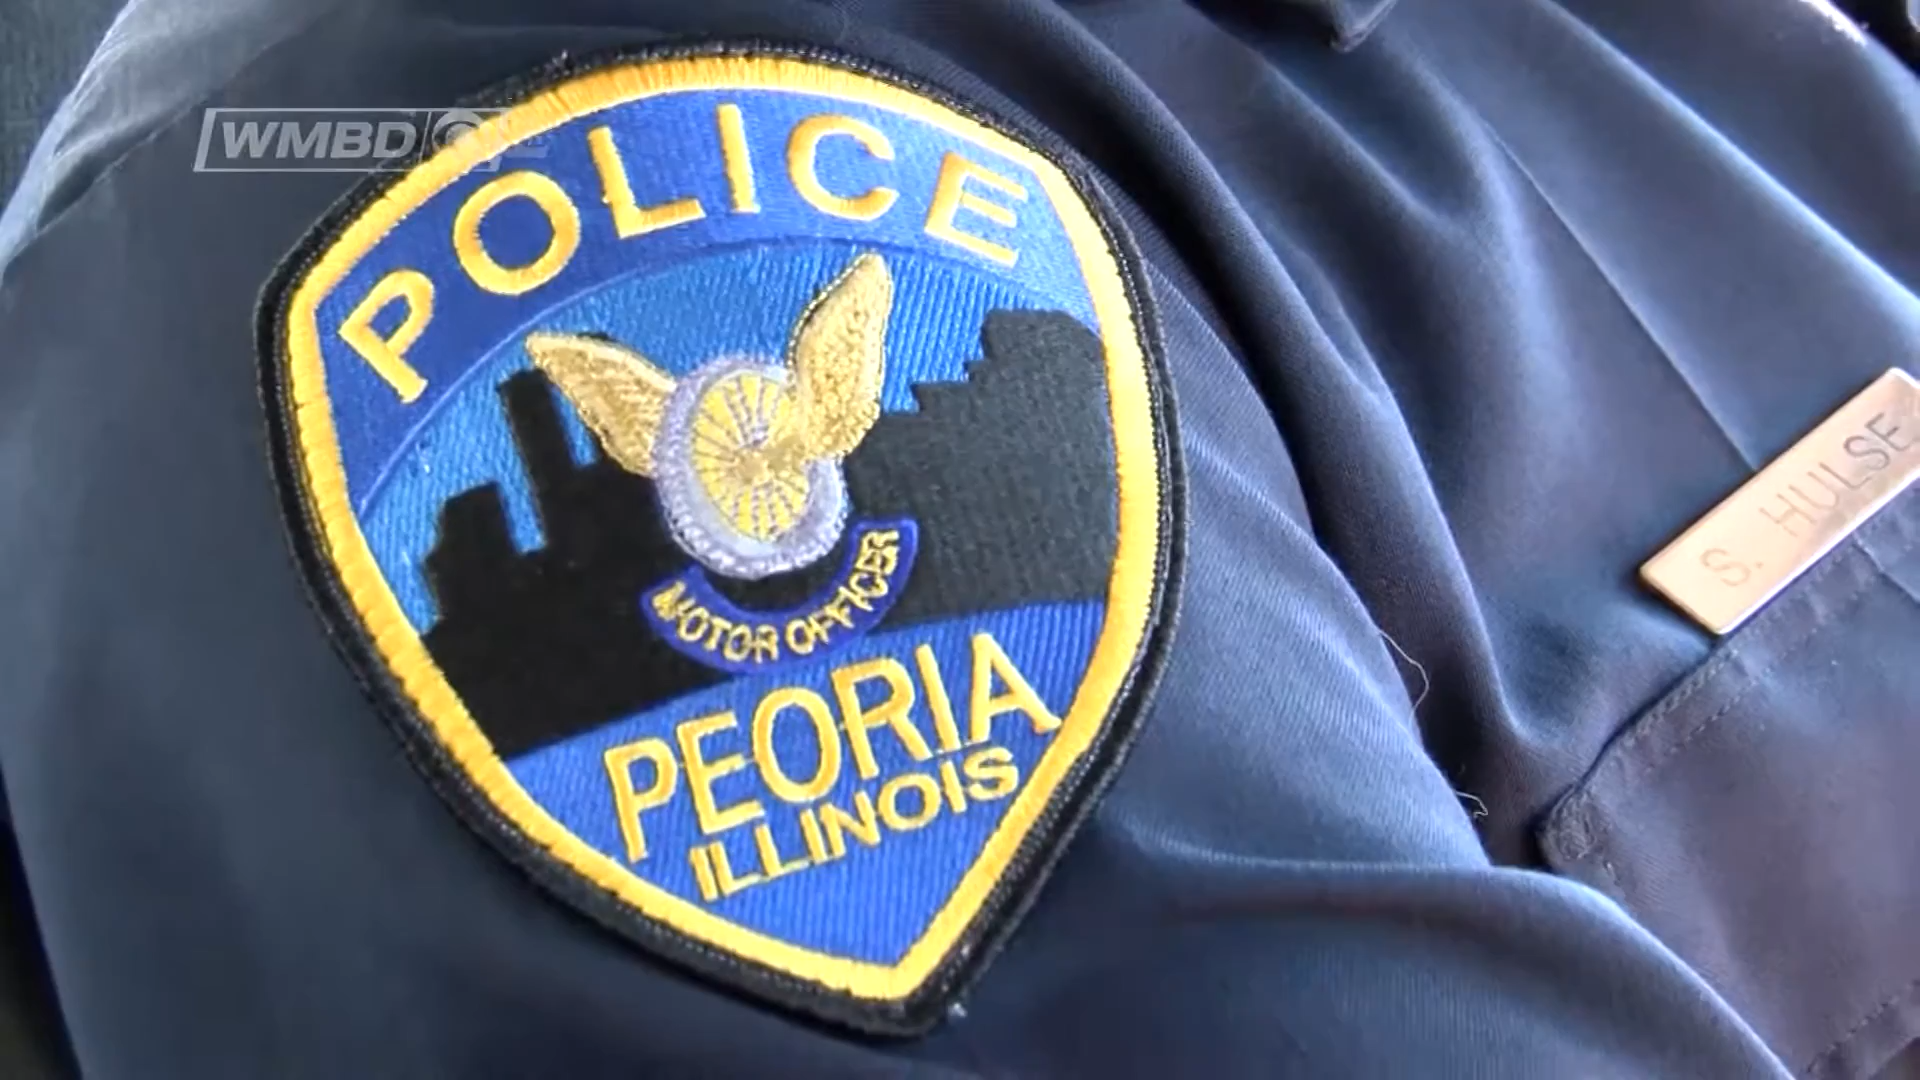 WMBD
POLICE
MOTOR OFFICER
PEORIA
ILLINOIS
S. HULSE